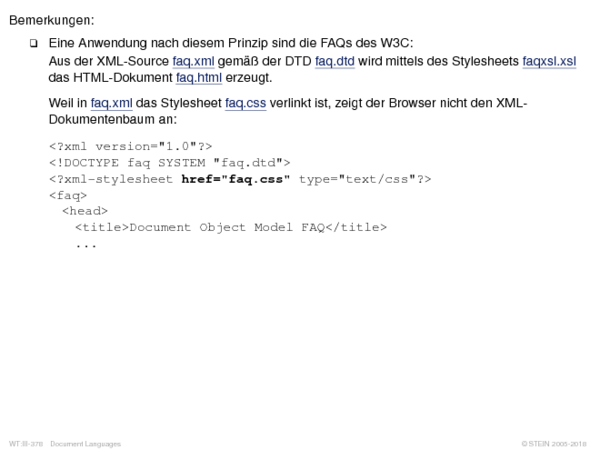 Bemerkungen:
❑ Eine Anwendung nach diesem Prinzip sind die FAQs des W3C:
Aus der XML-Source faq.xml gemäß der DTD faq.dtd wird mittels des Stylesheets faqxsl.xsl
das HTML-Dokument faq.html erzeugt.
Weil in faq.xml das Stylesheet faq.css verlinkt ist, zeigt der Browser nicht den XML-
Dokumentenbaum an:
<?xml version="1.0"?>
<!DOCTYPE faq SYSTEM "faq.dtd">
<?xml-stylesheet href="faq.css" type="text/css"?>
<faq>
<head>
<title>Document Object Model FAQ</title>
...
WT:III-378 Document Languages
© STEIN 2005-2018